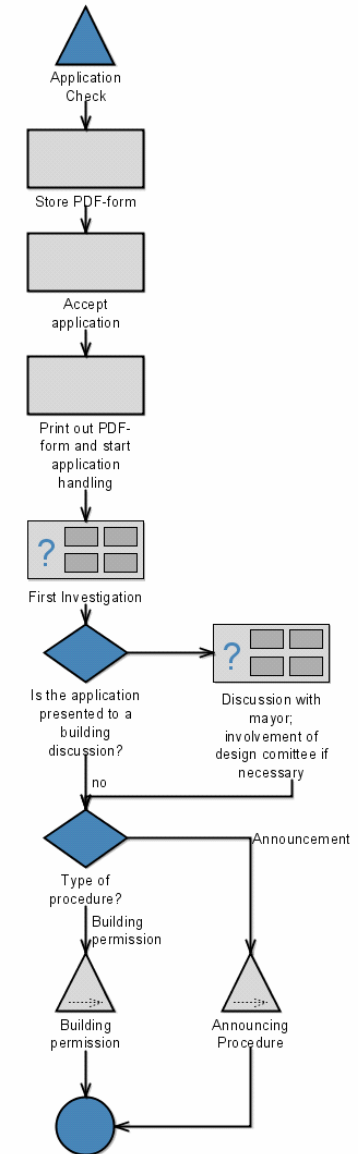 Application
Check
Store PDF-form
Accept
application
Print out PDF-
form and start
application
handling
?
First Investigation
?
Is the application
presented to a
building
discussion?
Discussion with
mayor;
involvement of
design comittee if
necessary
no
Announcement
Type of
procedure?
Building
permission
Building
permission
Announcing
Procedure